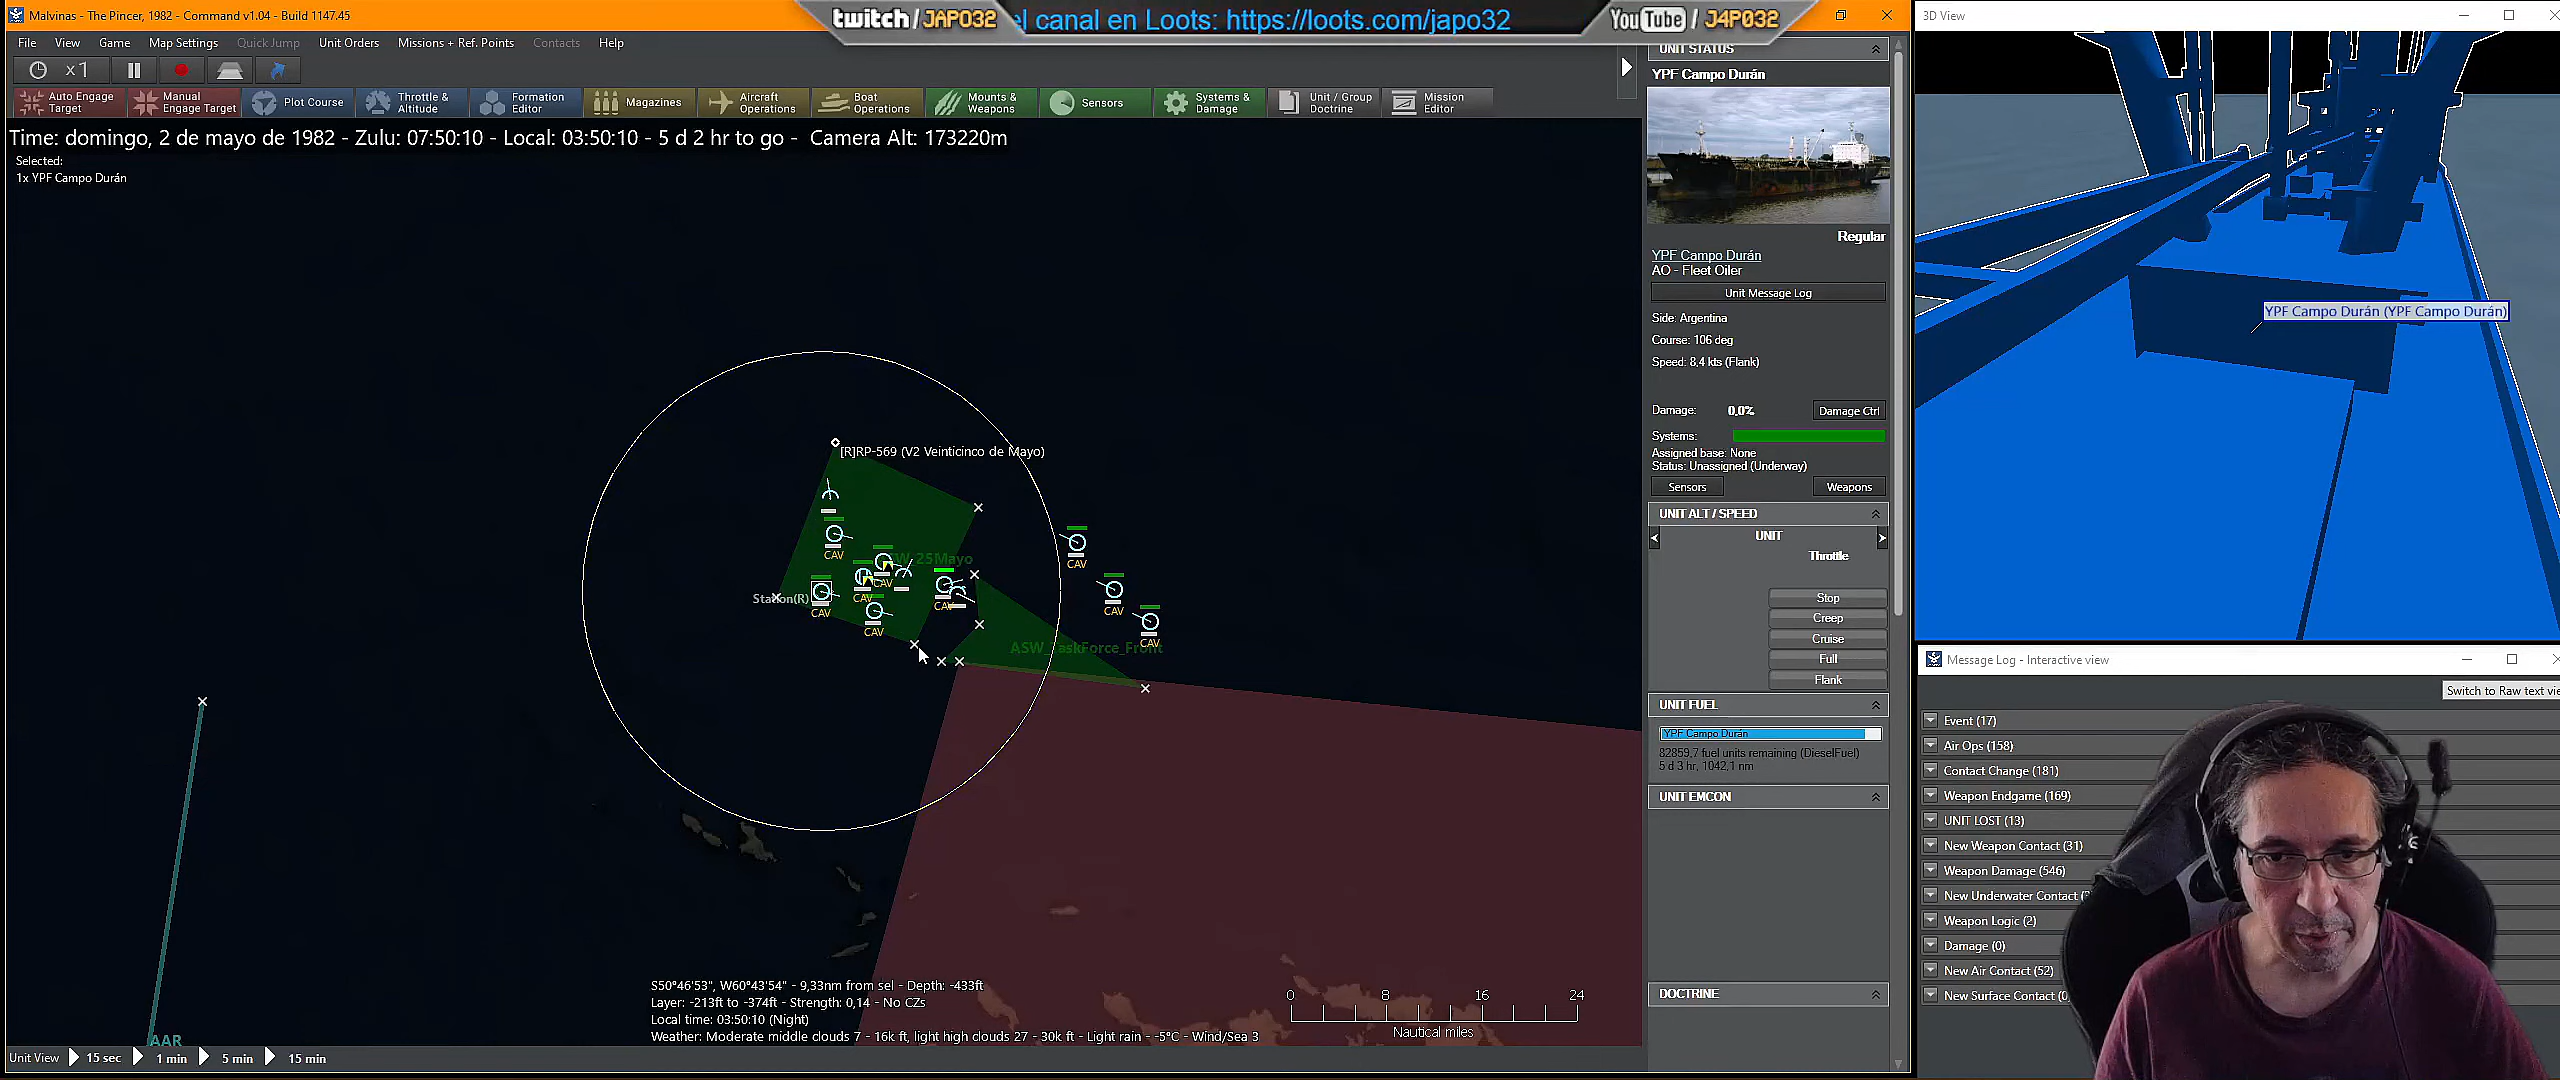 Malvinas - The Pincer, 1982 - Command v1.04 - Build 1147.45
twitch / JAPO32
el canal en Loots: https://loots.com/japo32
YouTube / J4P032
File View Game Map Settings Quick Jump Unit Orders Missions + Ref. Points Contacts Help
x1
Auto Engage Target
Manual Engage Target
Plot Course
Throttle & Altitude
Formation Editor
Magazines
Aircraft Operations
Boat Operations
Mounts & Weapons
Sensors
Systems & Damage
Unit / Group Doctrine
Mission Editor
Time: domingo, 2 de mayo de 1982 - Zulu: 07:50:10 - Local: 03:50:10 - 5 d 2 hr to go - Camera Alt: 173220m
Selected:
1x YPF Campo Durán
[R]RP-569 (V2 Veinticinco de Mayo)
CAV
25Mayo
CAV
CAV
CAV
CAV
Station(R)
CAV
CAV
CAV
CAV
CAV
ASW_TaskForce_Front
AAR
S50°46'53", W60°43'54" - 9,33nm from sel - Depth: -433ft
Layer: -213ft to -374ft - Strength: 0,14 - No CZs
Local time: 03:50:10 (Night)
Weather: Moderate middle clouds 7 - 16k ft, light high clouds 27 - 30k ft - Light rain - -5°C - Wind/Sea 3
0 8 16 24
Nautical miles
Unit View 15 sec 1 min 5 min 15 min
UNIT STATUS
YPF Campo Durán
Regular
YPF Campo Durán
AO - Fleet Oiler
Unit Message Log
Side: Argentina
Course: 106 deg
Speed: 8,4 kts (Flank)
Damage: 0,0% Damage Ctrl
Systems:
Assigned base: None
Status: Unassigned (Underway)
Sensors Weapons
UNIT ALT / SPEED
< UNIT >
Throttle
Stop
Creep
Cruise
Full
Flank
UNIT FUEL
YPF Campo Durán
82859,7 fuel units remaining (DieselFuel)
5 d 3 hr, 1042,1 nm
UNIT EMCON
DOCTRINE
3D View
YPF Campo Durán (YPF Campo Durán)
Message Log - Interactive view
Switch to Raw text vie
Event (17)
Air Ops (158)
Contact Change (181)
Weapon Endgame (169)
UNIT LOST (13)
New Weapon Contact (31)
Weapon Damage (546)
New Underwater Contact
Weapon Logic (2)
Damage (0)
New Air Contact (52)
New Surface Contact (0